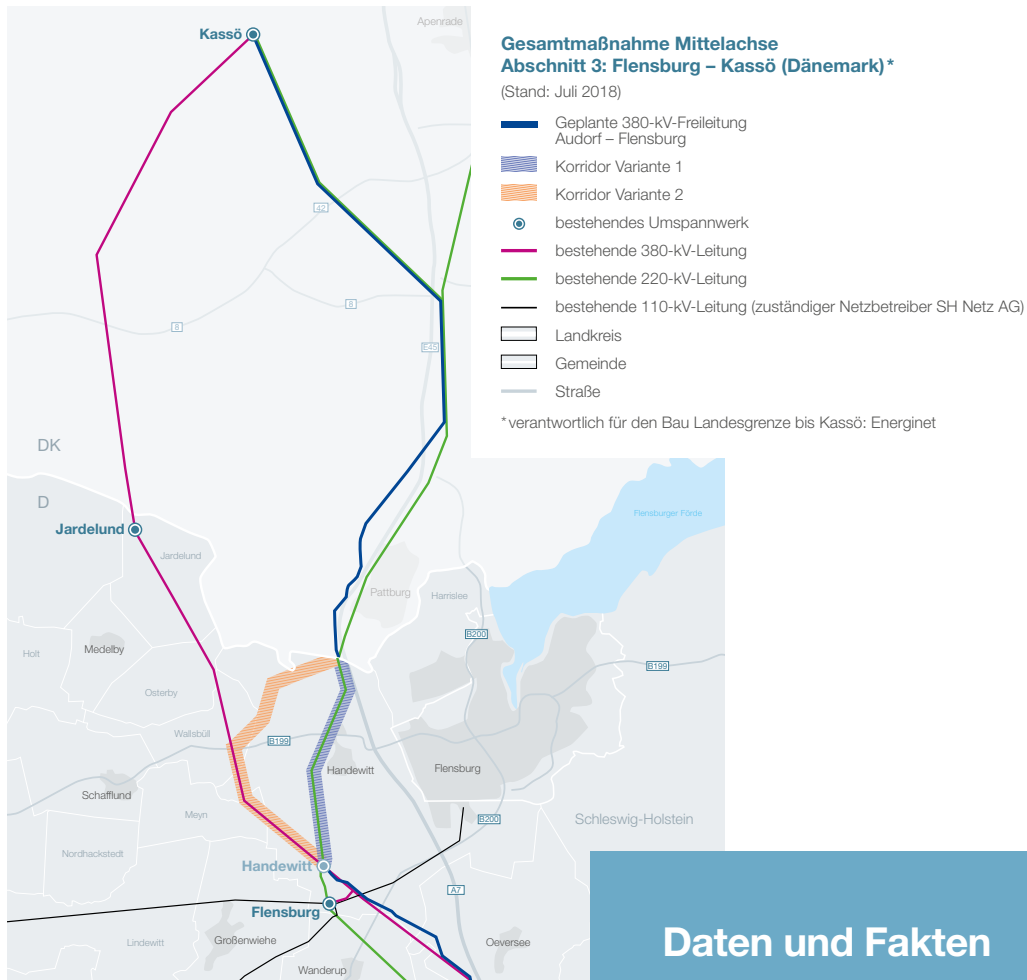 Gesamtmaßnahme Mittelachse
Abschnitt 3: Flensburg – Kassö (Dänemark)*
(Stand: Juli 2018)
Geplante 380-kV-Freileitung
Audorf – Flensburg
Korridor Variante 1
Korridor Variante 2
bestehendes Umspannwerk
bestehende 380-kV-Leitung
bestehende 220-kV-Leitung
bestehende 110-kV-Leitung (zuständiger Netzbetreiber SH Netz AG)
Landkreis
Gemeinde
Straße
*verantwortlich für den Bau Landesgrenze bis Kassö: Energinet
Apenrade
Kassö
42
8
8
E45
DK
D
Jardelund
Jardelund
Flensburger Förde
Pattburg
Harrislee
B200
Medelby
Holt
B199
Osterby
Wallsbüll
B199
Handewitt
Flensburg
Schafflund
Meyn
B200
Schleswig-Holstein
Nordhackstedt
Handewitt
A7
Flensburg
Lindewitt
Großenwiehe
Oeversee
Wanderup
Daten und Fakten